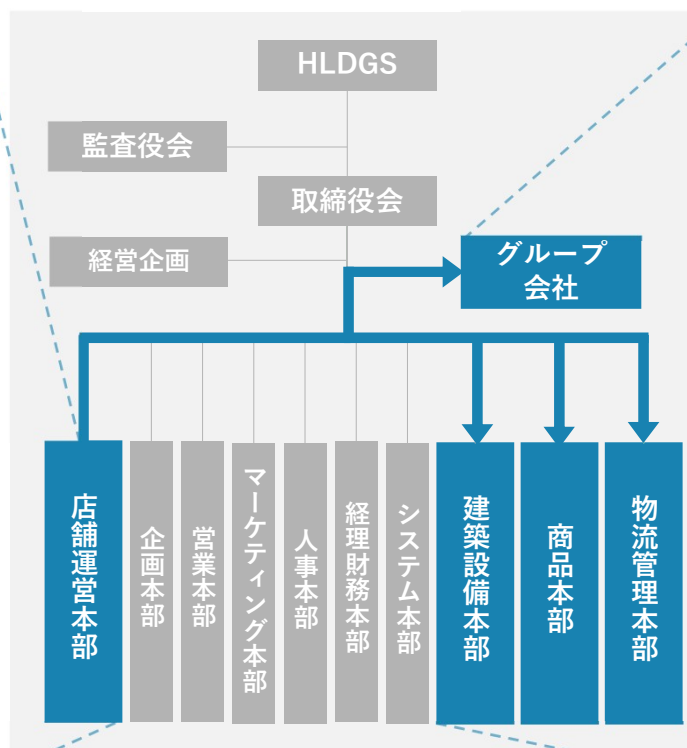 HLDGS
監査役会
取締役会
経営企画
グループ
会社
店舗運営本部
企画本部
営業本部
マーケティング本部
人事本部
経理財務本部
システム本部
建築設備本部
商品本部
物流管理本部